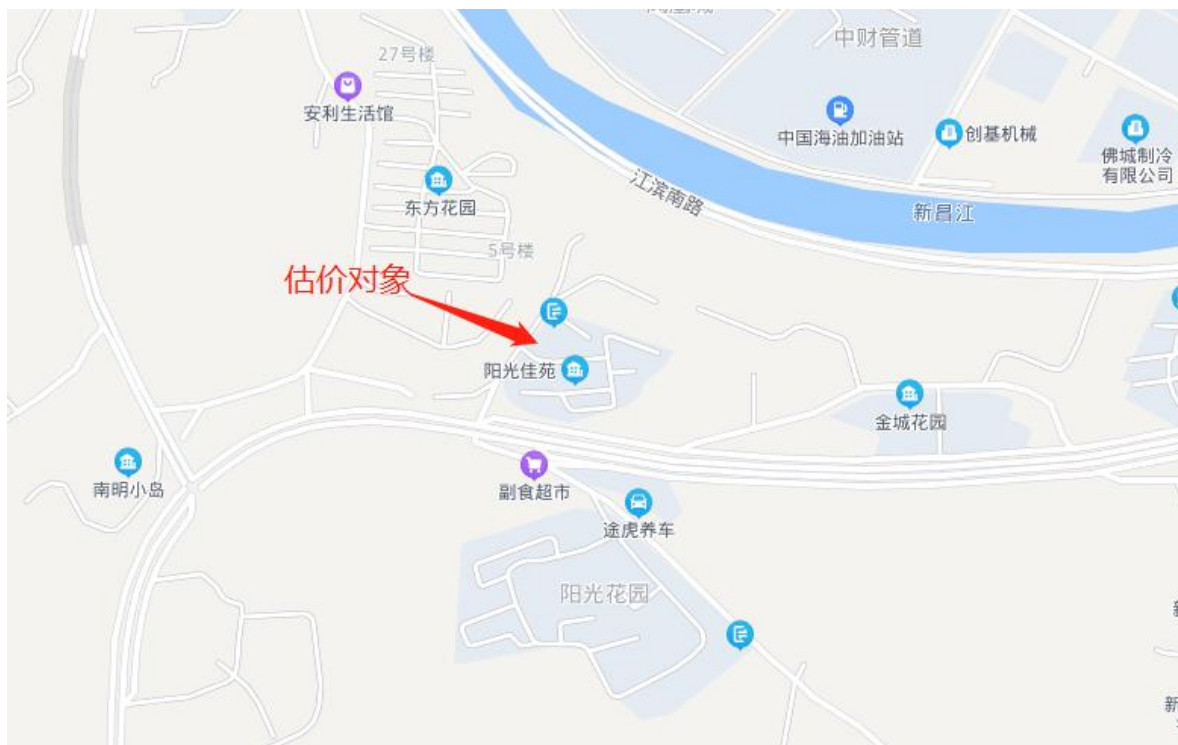 中财管道
27号楼
安利生活馆
中国海油加油站
创基机械
佛城制冷
有限公司
东方花园
江滨南路
新昌江
5号楼
估价对象
阳光佳苑
金城花园
南明小岛
副食超市
途虎养车
阳光花园
新